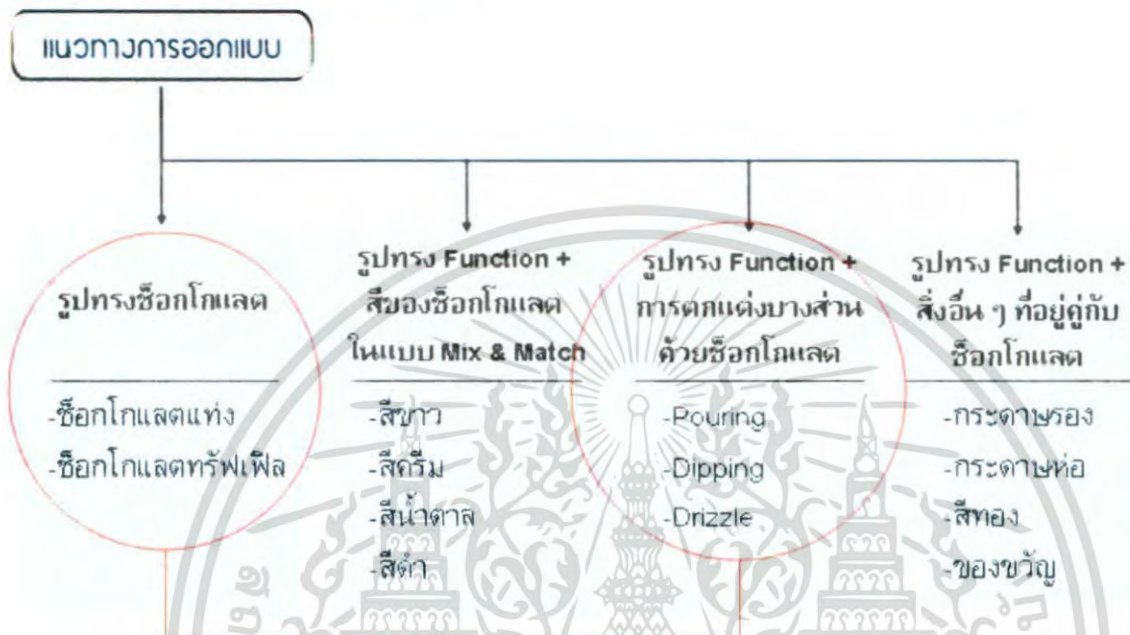 แนวทางการออกแบบ
รูปทรงช็อกโกแลต
-ช็อกโกแลตแท่ง
-ช็อกโกแลตทรัฟเฟิล
รูปทรง Function +
สีของช็อกโกแลต
ในแบบ Mix & Match
-สีขาว
-สีครีม
-สีน้ำตาล
-สีดำ
รูปทรง Function +
การตกแต่งบางส่วน
ด้วยช็อกโกแลต
-Pouring
-Dipping
-Drizzle
รูปทรง Function +
สิ่งอื่น ๆ ที่อยู่คู่กับ
ช็อกโกแลต
-กระดาษรอง
-กระดาษห่อ
-สีทอง
-ของขวัญ